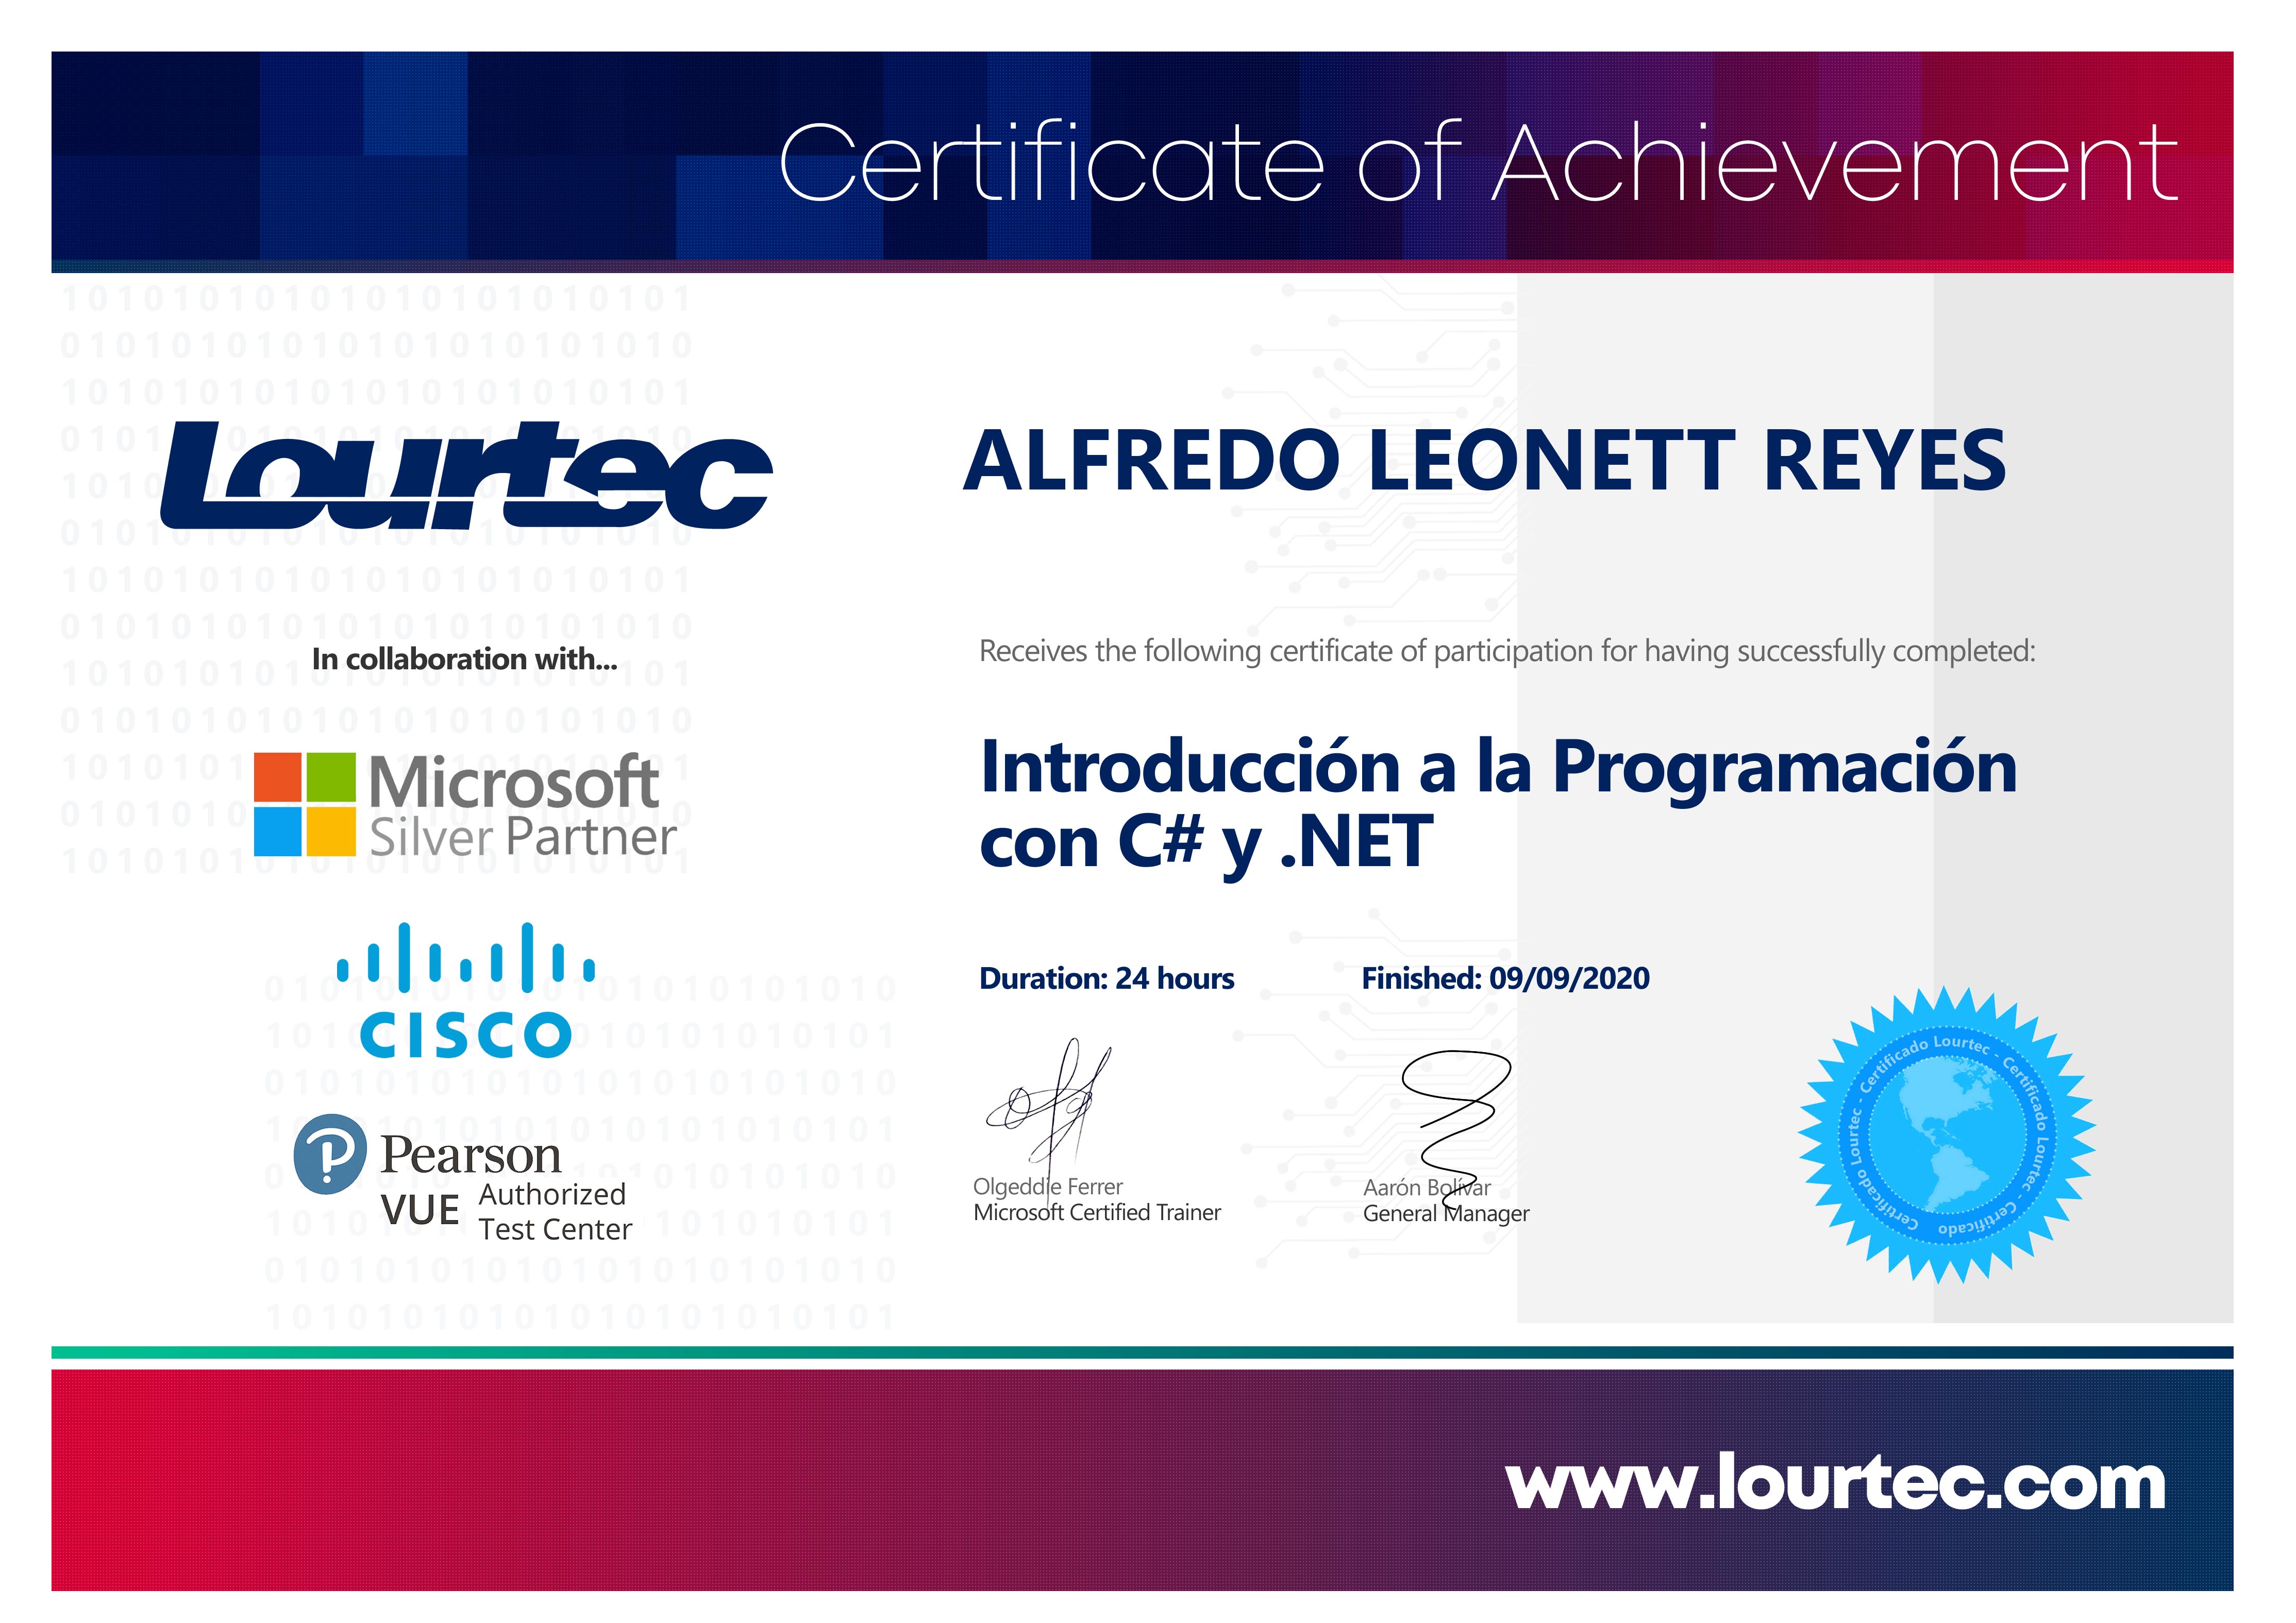 Certificate of Achievement
Lourtec
ALFREDO LEONETT REYES
In collaboration with...
Receives the following certificate of participation for having successfully completed:
Microsoft
Silver Partner
Introducción a la Programación
con C# y .NET
CISCO
Duration: 24 hours
Finished: 09/09/2020
Pearson
VUE Authorized
Test Center
Olgeddie Ferrer
Microsoft Certified Trainer
Aarón Bolívar
General Manager
Certificado Lourtec - Certificado Lourtec - Certificado Lourtec - Certificado
www.lourtec.com